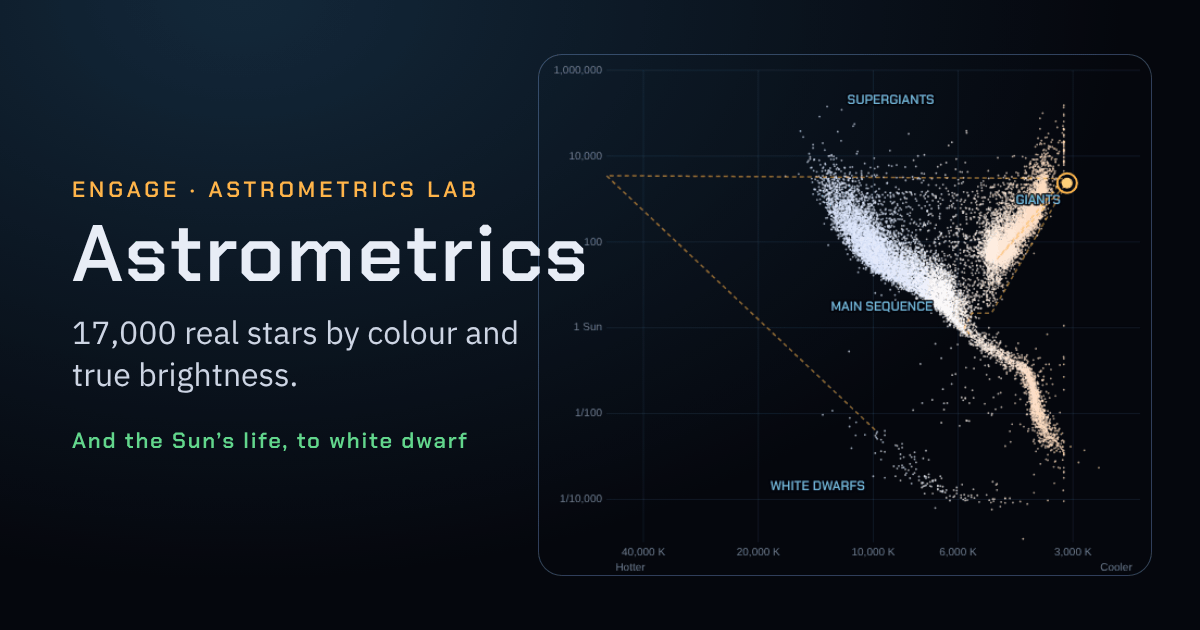 ENGAGE · ASTROMETRICS LAB
Astrometrics
17,000 real stars by colour and
true brightness.
And the Sun’s life, to white dwarf
1,000,000
10,000
100
1 Sun
1/100
1/10,000
SUPERGIANTS
GIANTS
MAIN SEQUENCE
WHITE DWARFS
40,000 K
20,000 K
10,000 K
6,000 K
3,000 K
Hotter
Cooler